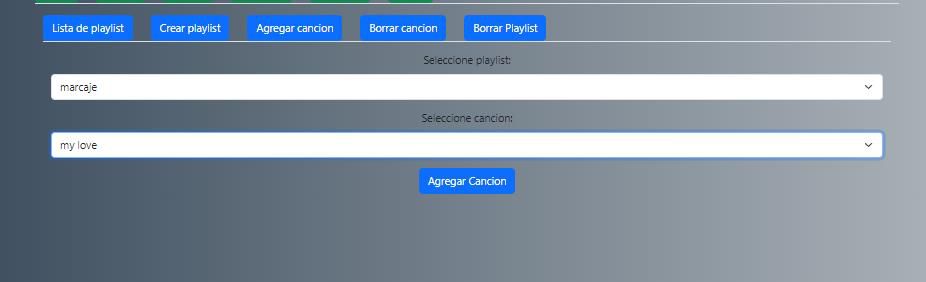 Lista de playlist Crear playlist Agregar cancion Borrar cancion Borrar Playlist
Seleccione playlist:
marcaje
Seleccione cancion:
my love
Agregar Cancion